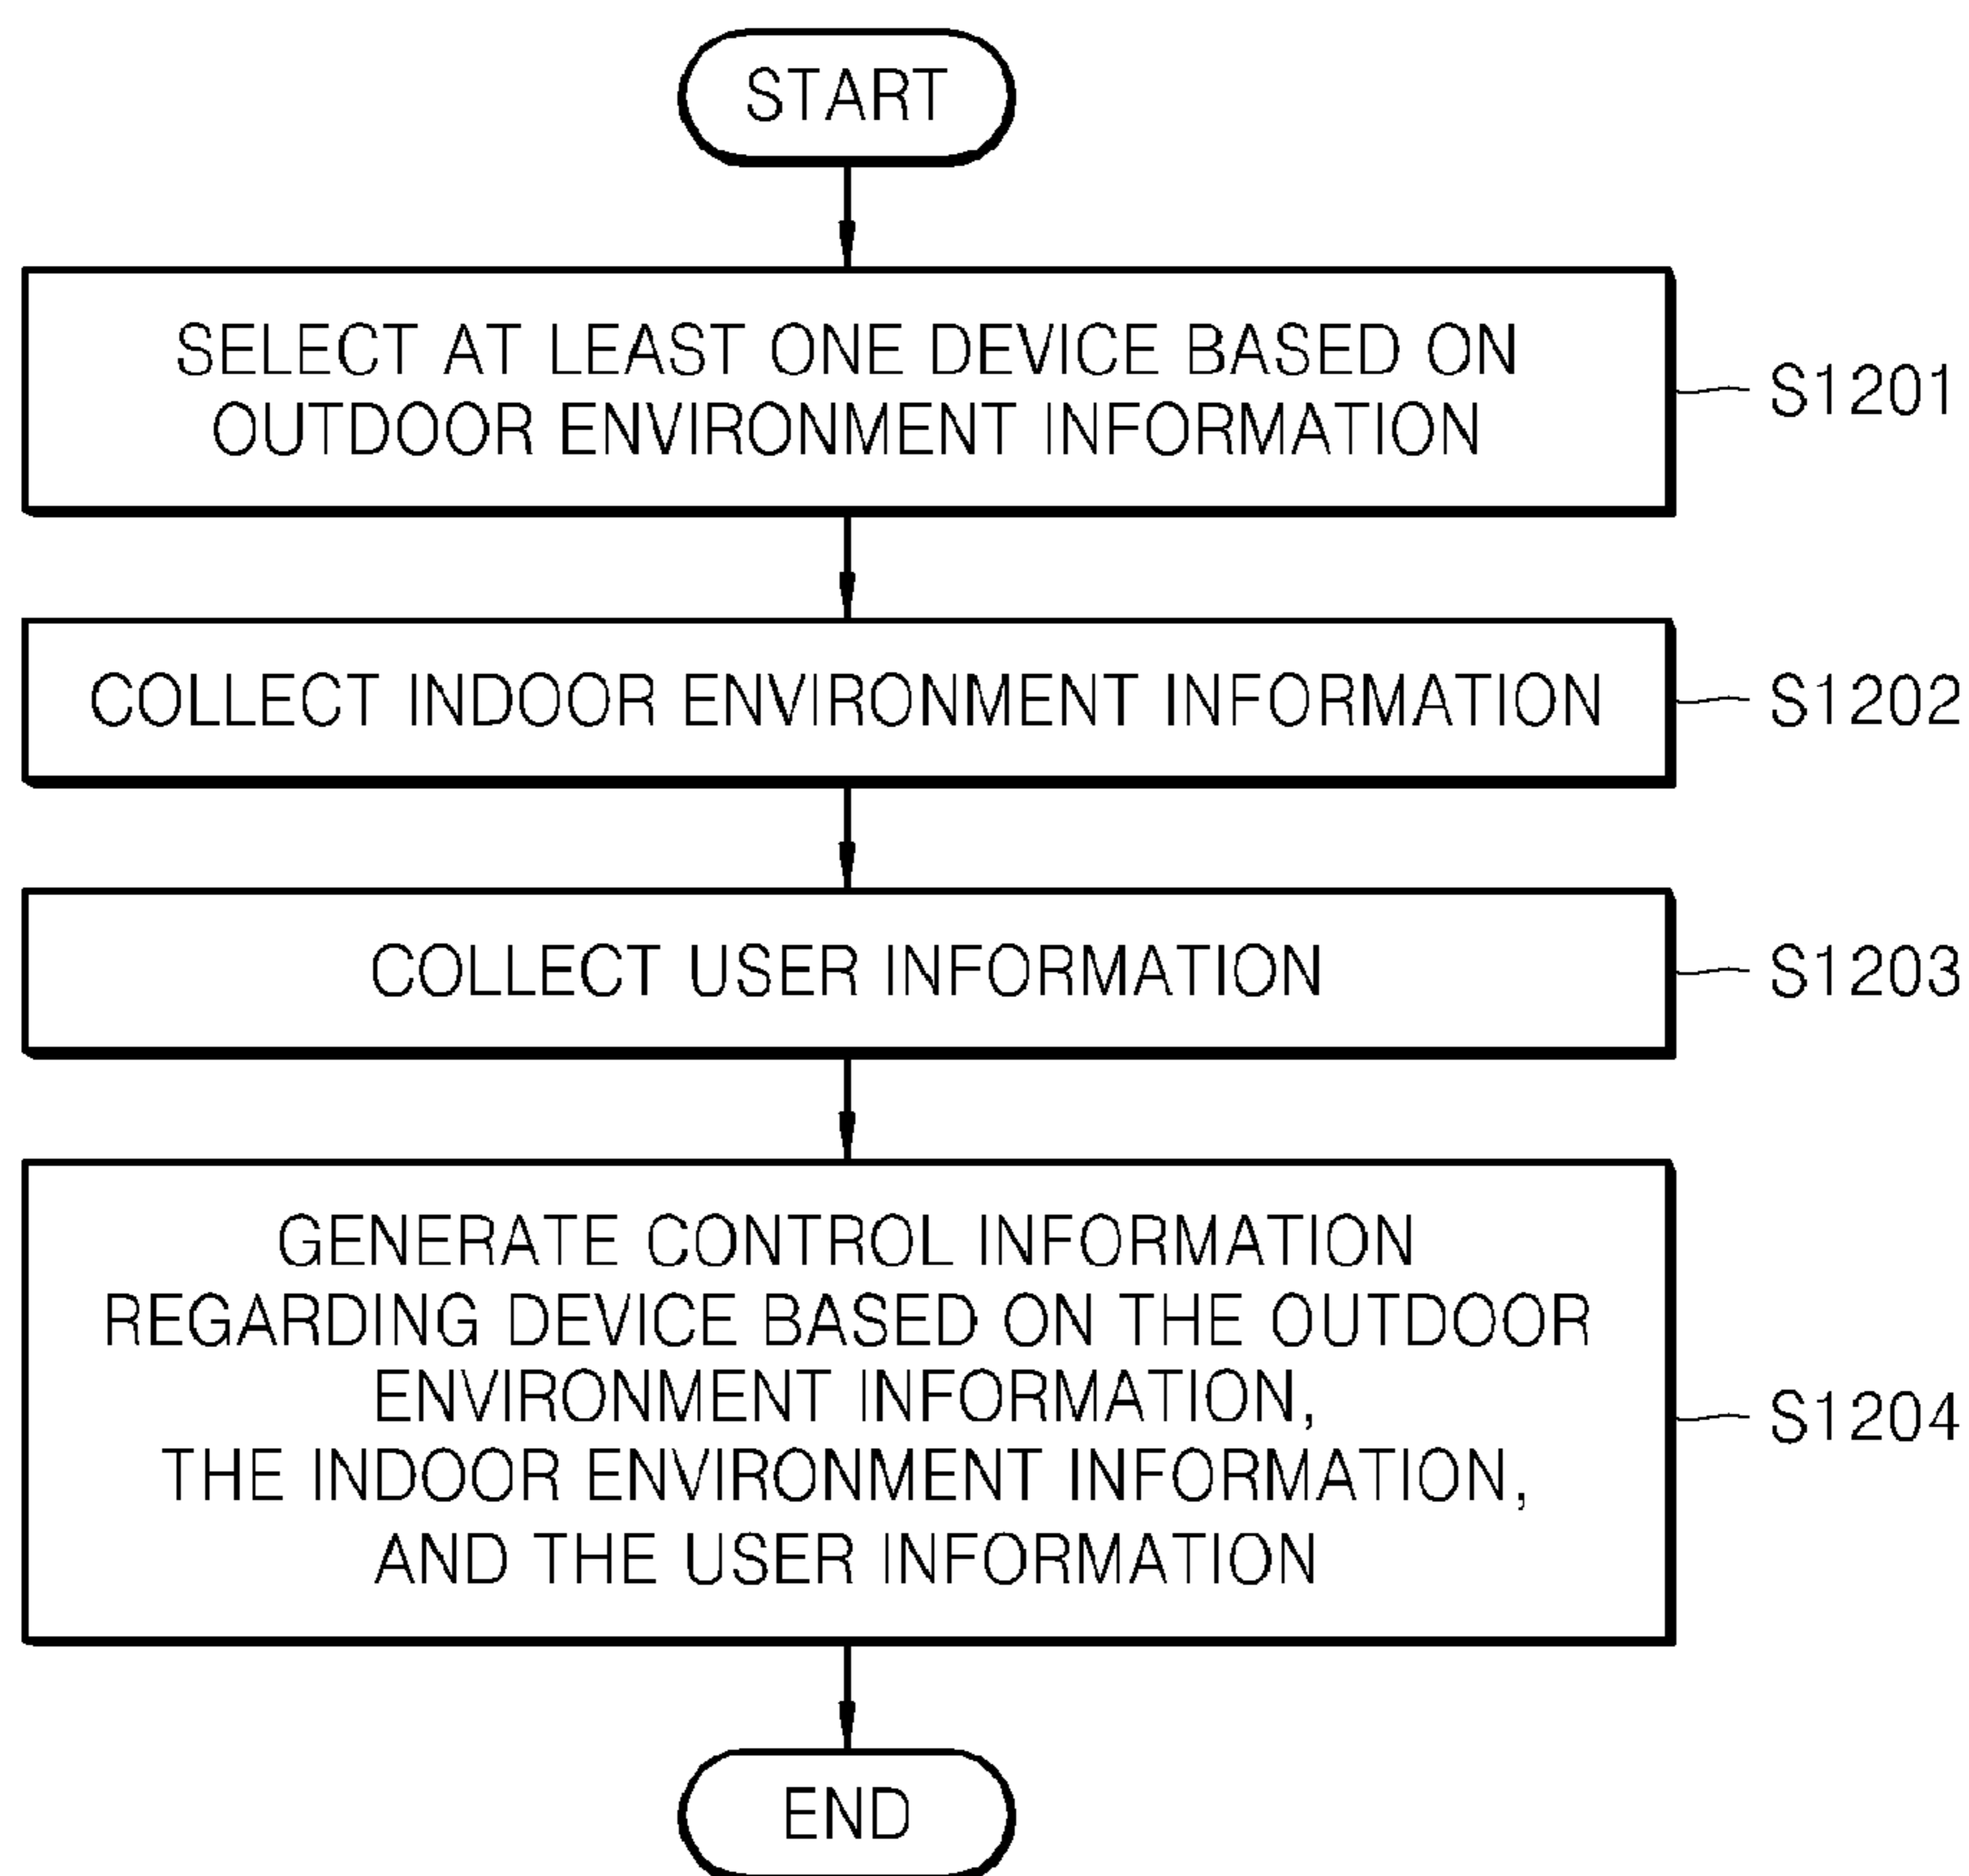 START
SELECT AT LEAST ONE DEVICE BASED ON
OUTDOOR ENVIRONMENT INFORMATION
S1201
COLLECT INDOOR ENVIRONMENT INFORMATION
S1202
COLLECT USER INFORMATION
S1203
GENERATE CONTROL INFORMATION
REGARDING DEVICE BASED ON THE OUTDOOR
ENVIRONMENT INFORMATION,
THE INDOOR ENVIRONMENT INFORMATION,
AND THE USER INFORMATION
S1204
END